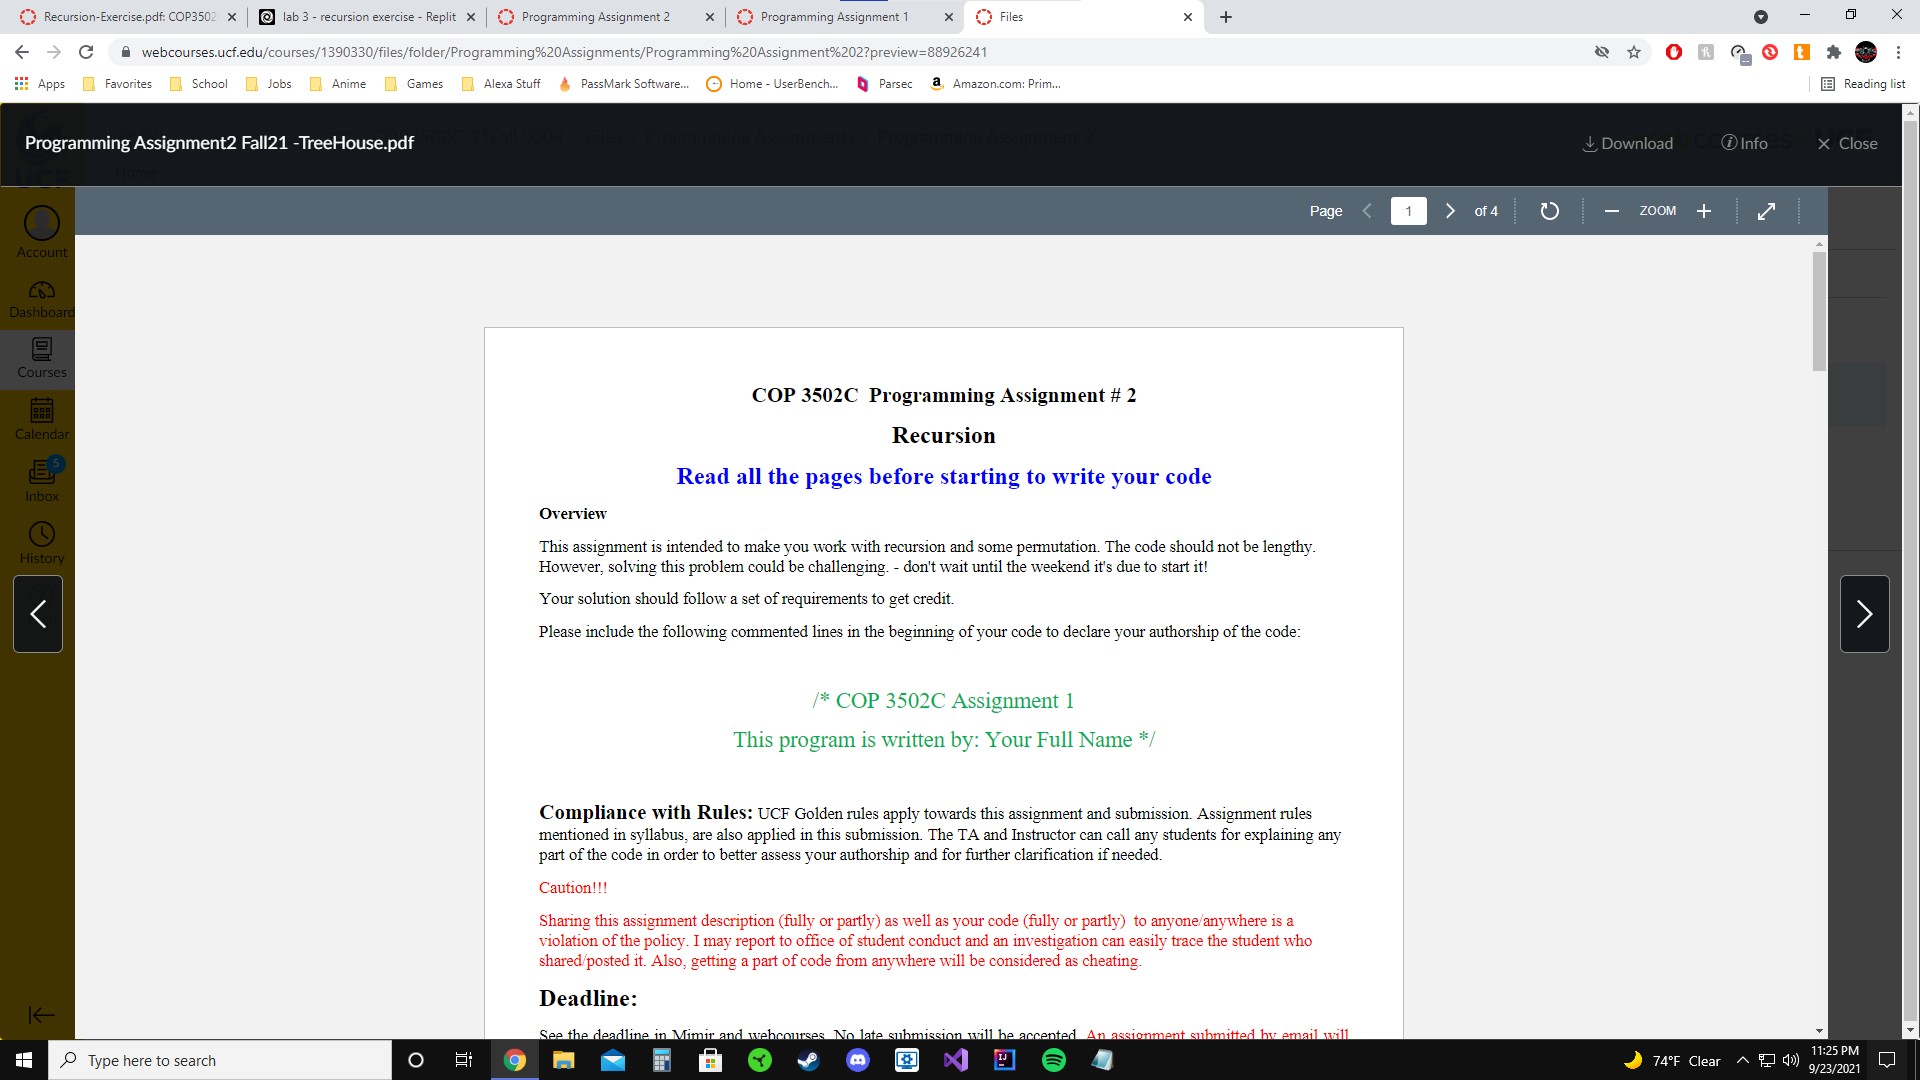 Recursion-Exercise.pdf: COP3502
lab 3 - recursion exercise - Replit
Programming Assignment 2
Programming Assignment 1
Files
webcourses.ucf.edu/courses/1390330/files/folder/Programming%20Assignments/Programming%20Assignment%202?preview=88926241
Apps
Favorites
School
Jobs
Anime
Games
Alexa Stuff
PassMark Software...
Home - UserBench...
Parsec
Amazon.com: Prim...
Reading list
Programming Assignment2 Fall21 -TreeHouse.pdf
Download
Info
Close
Page
1
of 4
ZOOM
Account
Dashboard
Courses
Calendar
5
Inbox
History
COP 3502C Programming Assignment # 2
Recursion
Read all the pages before starting to write your code
Overview
This assignment is intended to make you work with recursion and some permutation. The code should not be lengthy.
However, solving this problem could be challenging. - don't wait until the weekend it's due to start it!
Your solution should follow a set of requirements to get credit.
Please include the following commented lines in the beginning of your code to declare your authorship of the code:
/* COP 3502C Assignment 1
This program is written by: Your Full Name */
Compliance with Rules: UCF Golden rules apply towards this assignment and submission. Assignment rules
mentioned in syllabus, are also applied in this submission. The TA and Instructor can call any students for explaining any
part of the code in order to better assess your authorship and for further clarification if needed.
Caution!!!
Sharing this assignment description (fully or partly) as well as your code (fully or partly) to anyone/anywhere is a
violation of the policy. I may report to office of student conduct and an investigation can easily trace the student who
shared/posted it. Also, getting a part of code from anywhere will be considered as cheating.
Deadline:
See the deadline in Mimir and webcourses. No late submission will be accepted. An assignment submitted by email will
Type here to search
74°F Clear
11:25 PM
9/23/2021